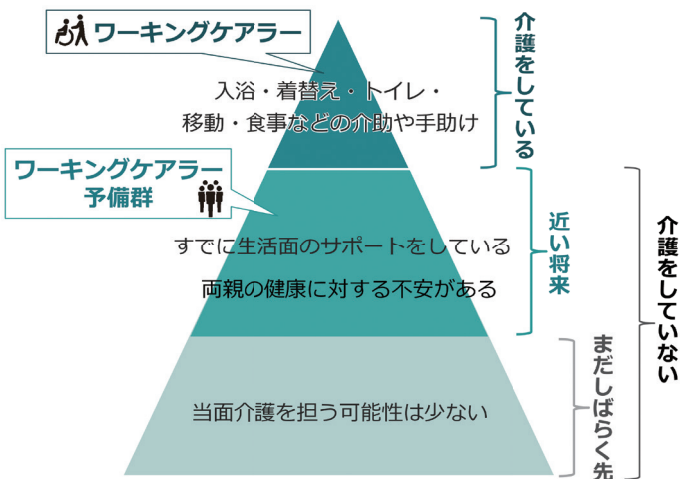 ワーキングケアラー
入浴・着替え・トイレ・
移動・食事などの介助や手助け
介護をしている
ワーキングケアラー
予備群
すでに生活面のサポートをしている
両親の健康に対する不安がある
近い将来
介護をしていない
当面介護を担う可能性は少ない
まだしばらく先